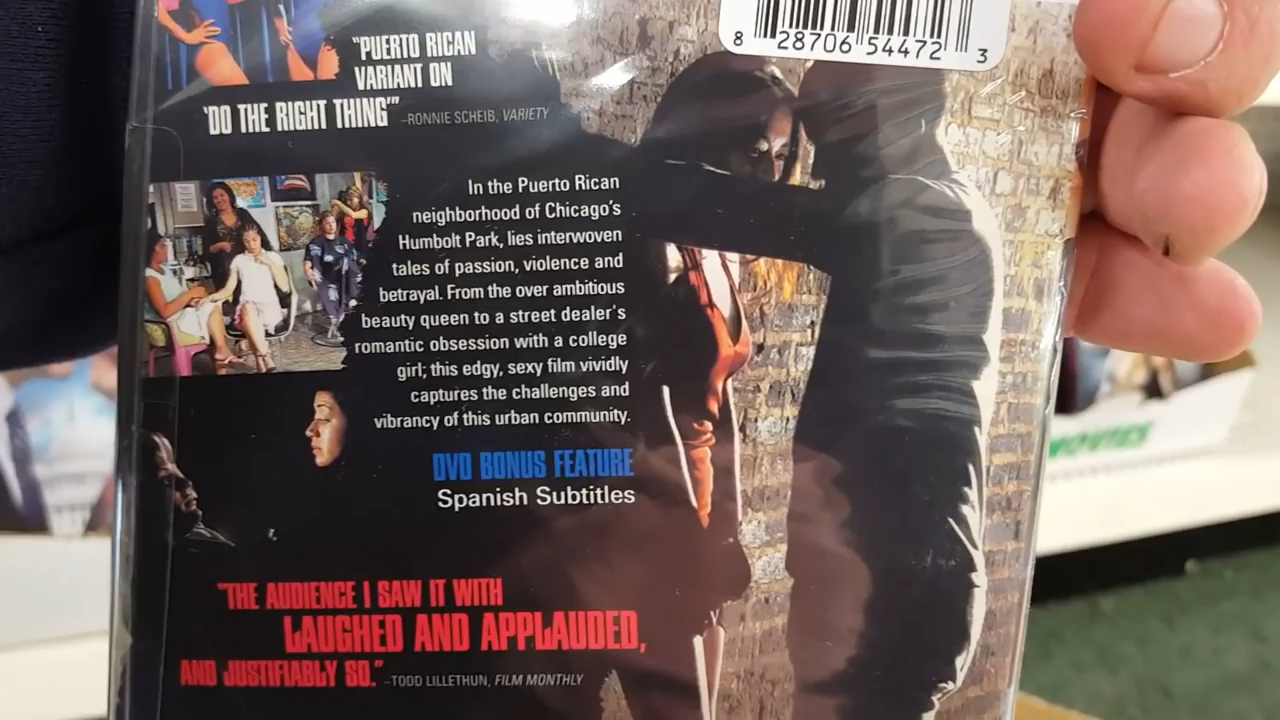 8 28706 54472 3
"PUERTO RICAN
VARIANT ON
'DO THE RIGHT THING'" –RONNIE SCHEIB, VARIETY
In the Puerto Rican
neighborhood of Chicago's
Humbolt Park, lies interwoven
tales of passion, violence and
betrayal. From the over ambitious
beauty queen to a street dealer's
romantic obsession with a college
girl; this edgy, sexy film vividly
captures the challenges and
vibrancy of this urban community.
DVD BONUS FEATURE
Spanish Subtitles
"THE AUDIENCE I SAW IT WITH
LAUGHED AND APPLAUDED,
AND JUSTIFIABLY SO." –TODD LILLETHUN, FILM MONTHLY
MOVIES